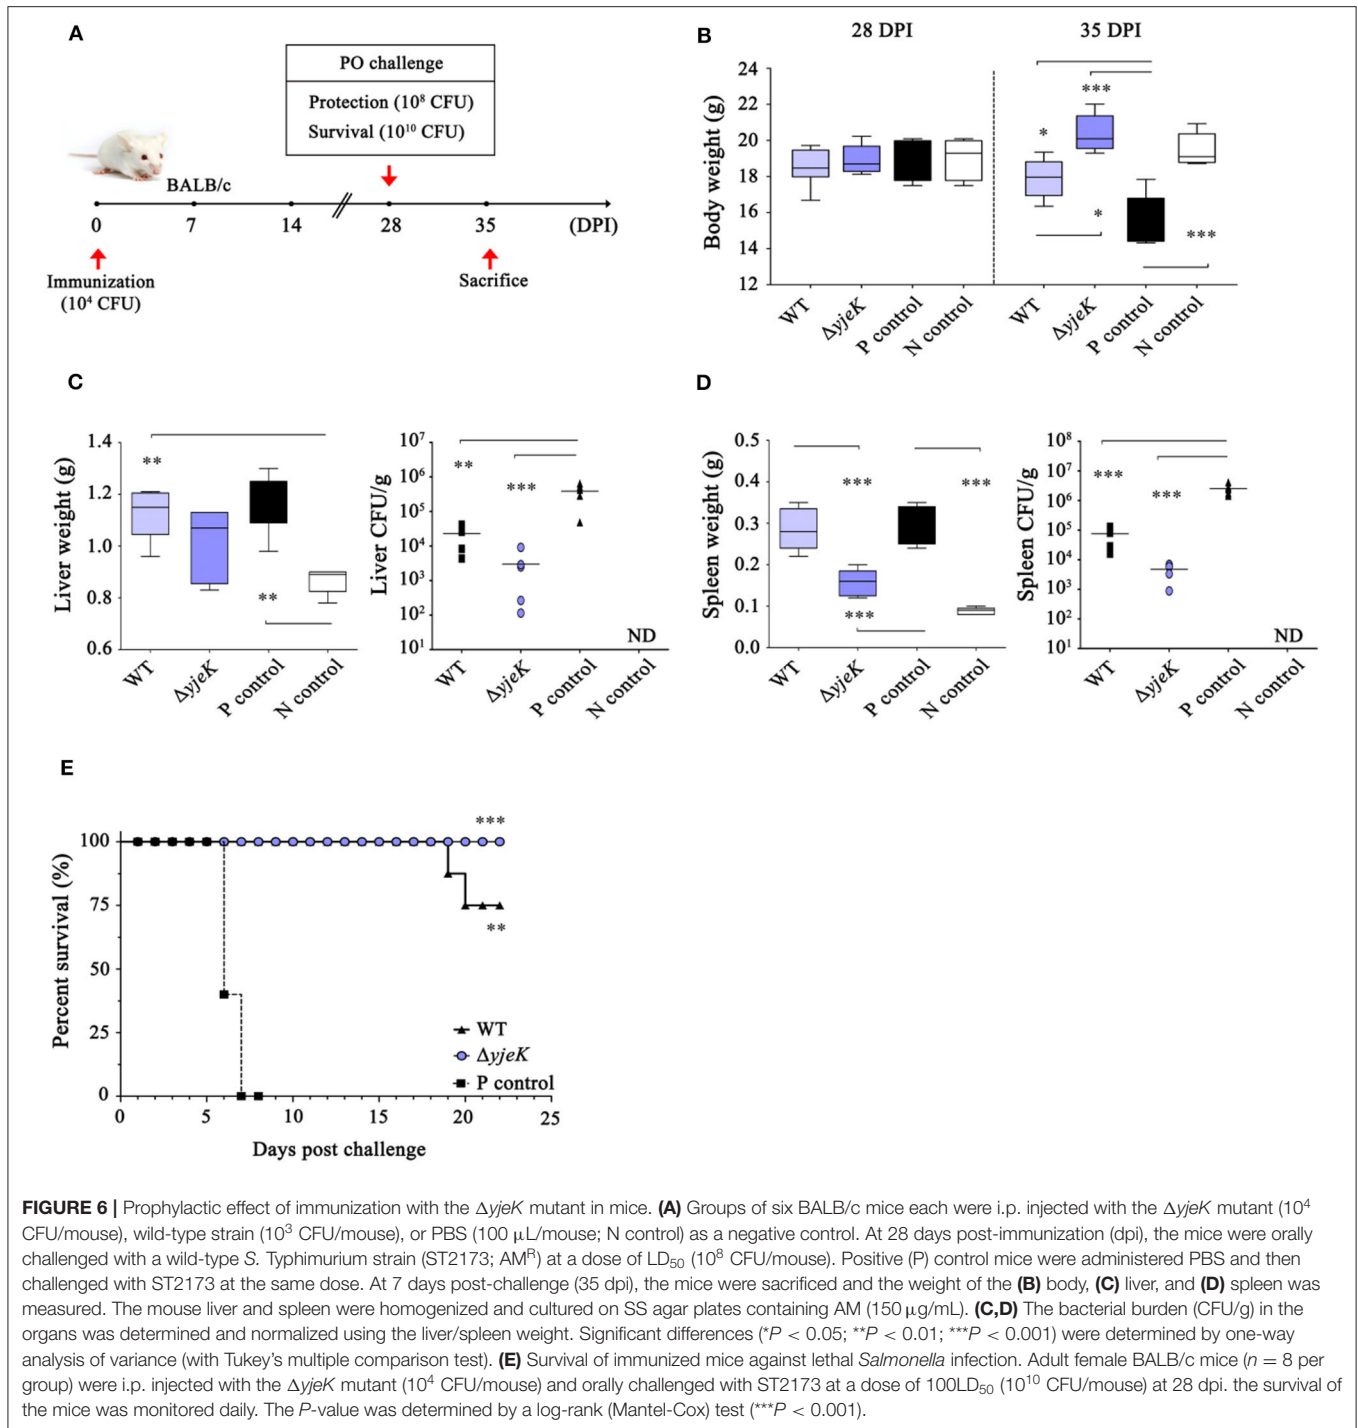 A
PO challenge
Protection (10⁸ CFU)
Survival (10¹⁰ CFU)
BALB/c
0 7 14 28 35 (DPI)
Immunization
(10⁴ CFU)
Sacrifice
B
28 DPI 35 DPI
Body weight (g)
24
22
20
18
16
14
12
***
*
*
***
WT ΔyjeK P control N control WT ΔyjeK P control N control
C
Liver weight (g)
1.4
1.2
1.0
0.8
0.6
**
**
WT ΔyjeK P control N control
Liver CFU/g
10⁷
10⁶
10⁵
10⁴
10³
10²
10¹
**
***
ND
WT ΔyjeK P control N control
D
Spleen weight (g)
0.5
0.4
0.3
0.2
0.1
0.0
***
***
***
WT ΔyjeK P control N control
Spleen CFU/g
10⁸
10⁷
10⁶
10⁵
10⁴
10³
10²
10¹
***
***
ND
WT ΔyjeK P control N control
E
Percent survival (%)
100
75
50
25
0
***
**
WT
ΔyjeK
P control
0 5 10 15 20 25
Days post challenge
FIGURE 6 | Prophylactic effect of immunization with the ΔyjeK mutant in mice. (A) Groups of six BALB/c mice each were i.p. injected with the ΔyjeK mutant (10⁴
CFU/mouse), wild-type strain (10³ CFU/mouse), or PBS (100 μL/mouse; N control) as a negative control. At 28 days post-immunization (dpi), the mice were orally
challenged with a wild-type S. Typhimurium strain (ST2173; AMᴿ) at a dose of LD₅₀ (10⁸ CFU/mouse). Positive (P) control mice were administered PBS and then
challenged with ST2173 at the same dose. At 7 days post-challenge (35 dpi), the mice were sacrificed and the weight of the (B) body, (C) liver, and (D) spleen was
measured. The mouse liver and spleen were homogenized and cultured on SS agar plates containing AM (150 μg/mL). (C,D) The bacterial burden (CFU/g) in the
organs was determined and normalized using the liver/spleen weight. Significant differences (*P < 0.05; **P < 0.01; ***P < 0.001) were determined by one-way
analysis of variance (with Tukey's multiple comparison test). (E) Survival of immunized mice against lethal Salmonella infection. Adult female BALB/c mice (n = 8 per
group) were i.p. injected with the ΔyjeK mutant (10⁴ CFU/mouse) and orally challenged with ST2173 at a dose of 100LD₅₀ (10¹⁰ CFU/mouse) at 28 dpi. the survival of
the mice was monitored daily. The P-value was determined by a log-rank (Mantel-Cox) test (***P < 0.001).